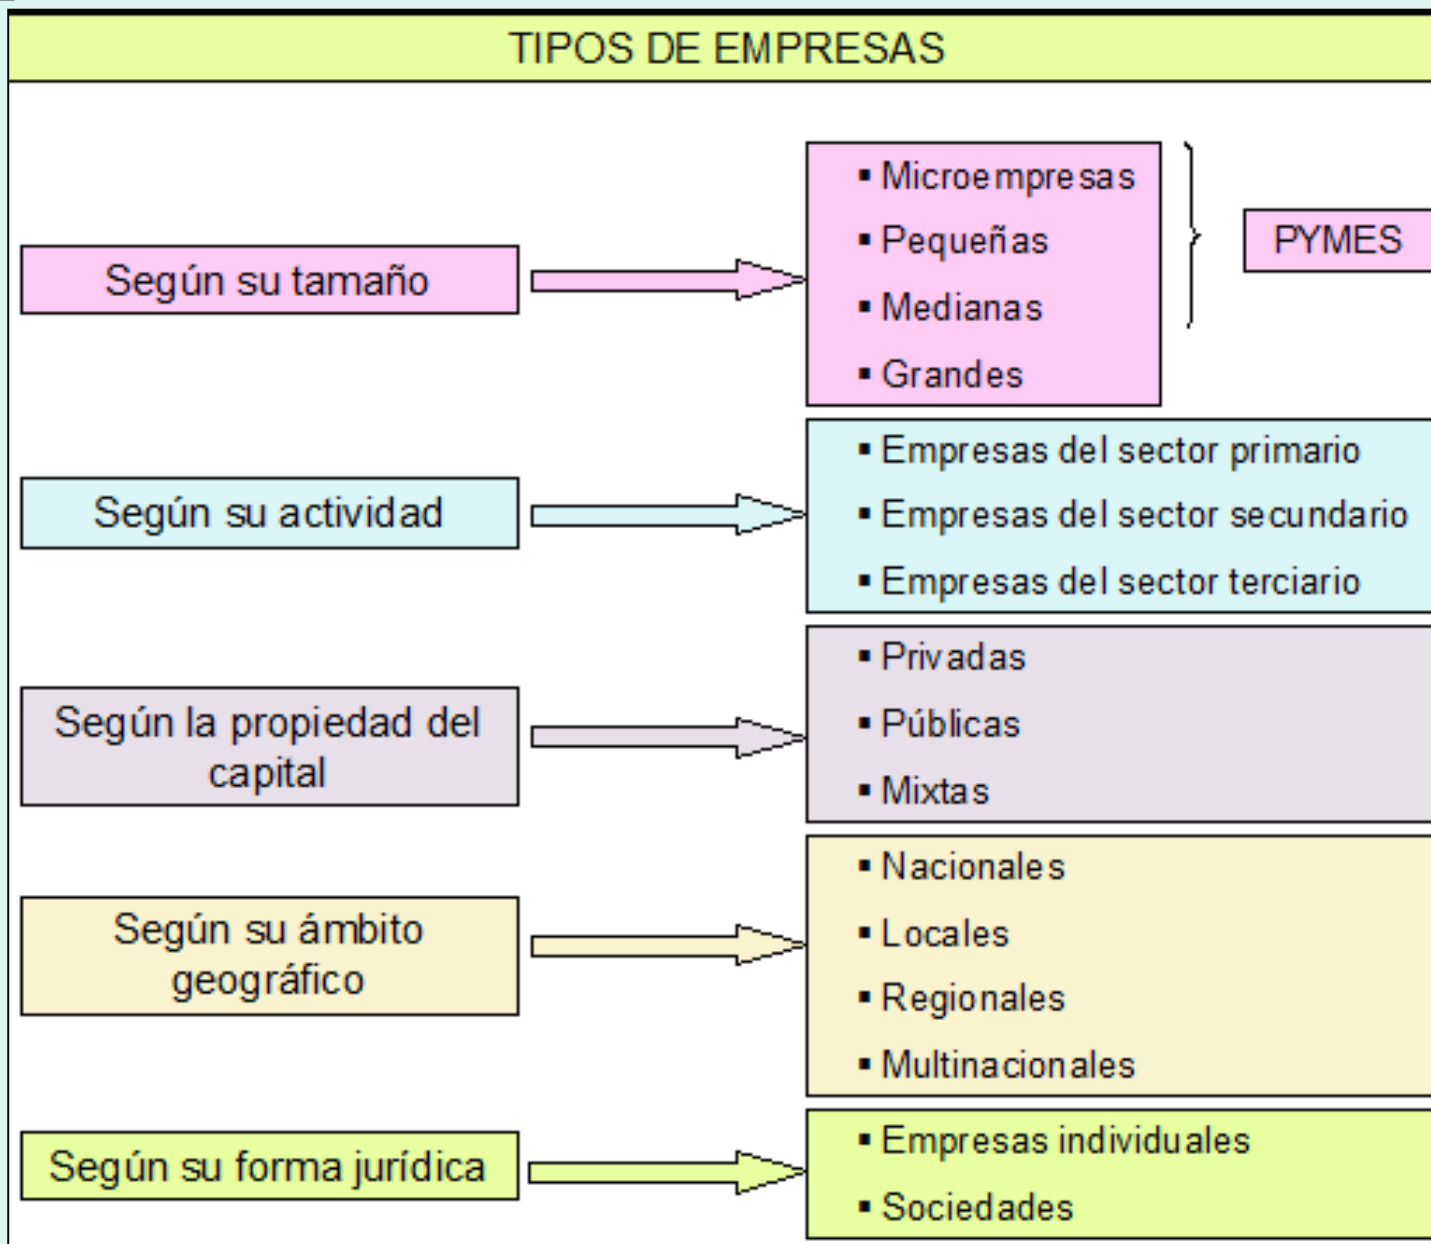 TIPOS DE EMPRESAS
Según su tamaño
▪ Microempresas
▪ Pequeñas
▪ Medianas
▪ Grandes
PYMES
Según su actividad
▪ Empresas del sector primario
▪ Empresas del sector secundario
▪ Empresas del sector terciario
Según la propiedad del
capital
▪ Privadas
▪ Públicas
▪ Mixtas
Según su ámbito
geográfico
▪ Nacionales
▪ Locales
▪ Regionales
▪ Multinacionales
Según su forma jurídica
▪ Empresas individuales
▪ Sociedades